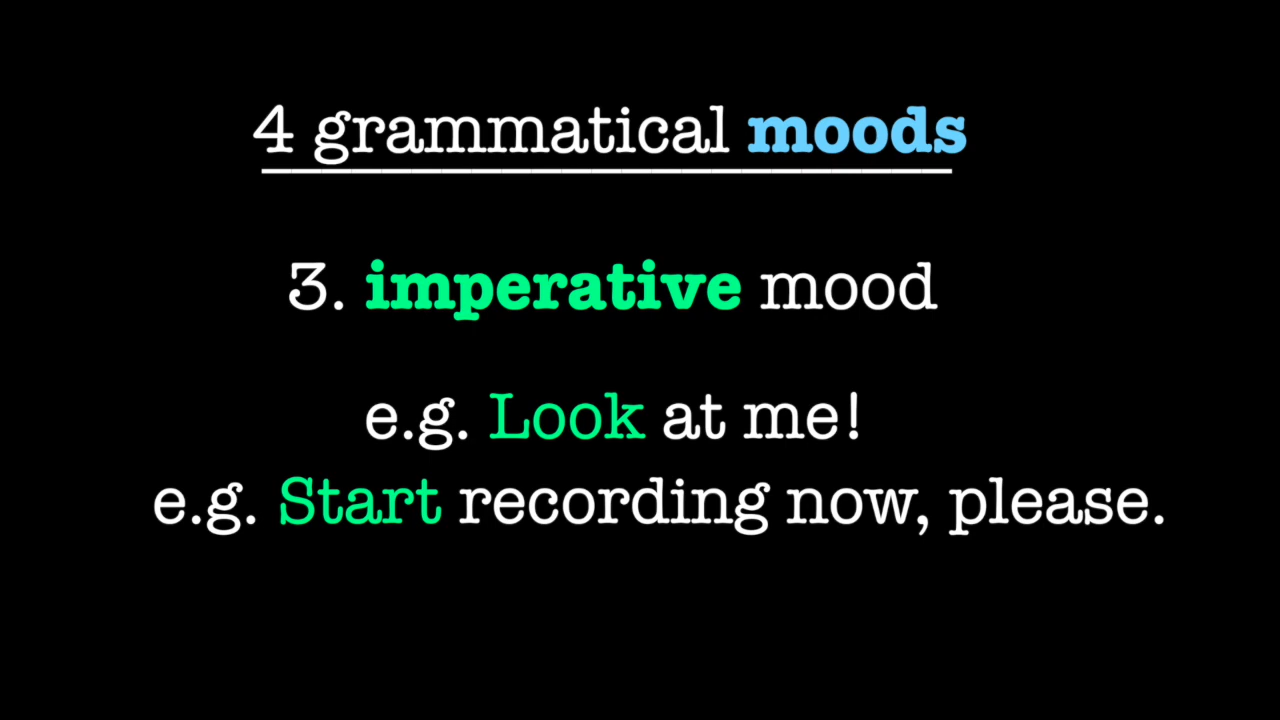 4 grammatical moods
3. imperative mood
e.g. Look at me!
e.g. Start recording now, please.